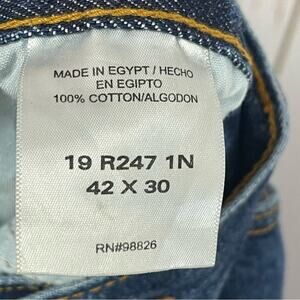 MADE IN EGYPT / HECHO
EN EGIPTO
100% COTTON/ALGODON
19 R247 1N
42 X 30
RN#98826